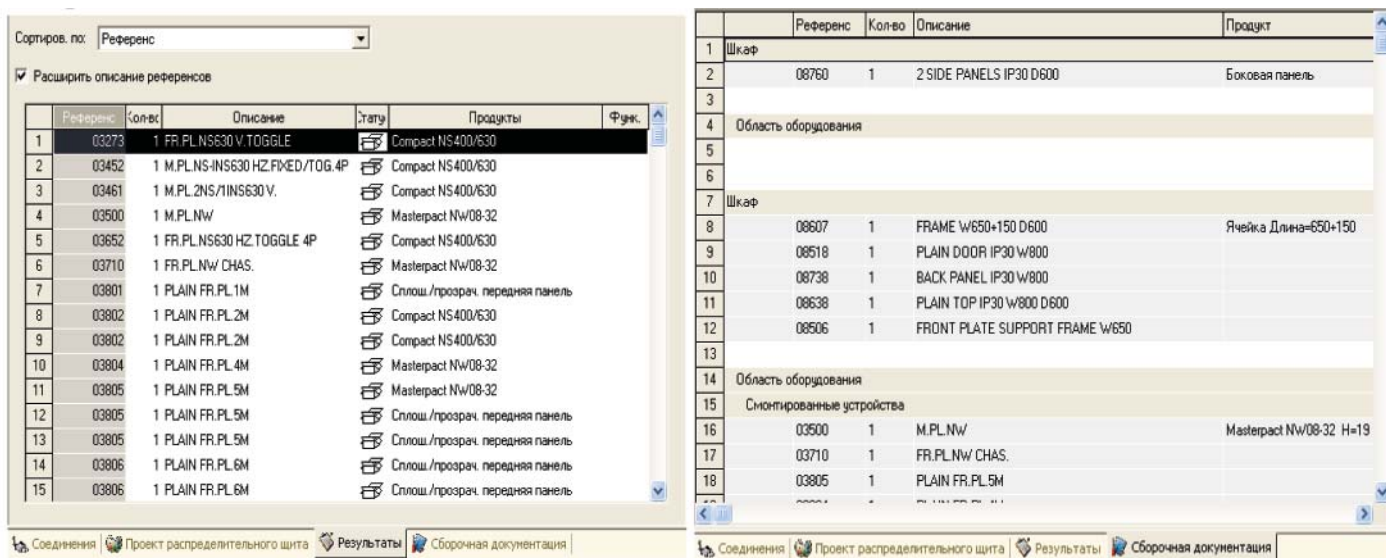 Сортиров. по: Референс
Расширить описание референсов
Референс Кол-вс Описание Стату Продукты Функ.
1 03273 1 FR.PL.NS630 V.TOGGLE Compact NS400/630
2 03452 1 M.PL.NS-INS630 HZ.FIXED/TOG.4P Compact NS400/630
3 03461 1 M.PL.2NS/1INS630 V. Compact NS400/630
4 03500 1 M.PL.NW Masterpact NW08-32
5 03652 1 FR.PL.NS630 HZ.TOGGLE 4P Compact NS400/630
6 03710 1 FR.PL.NW CHAS. Masterpact NW08-32
7 03801 1 PLAIN FR.PL.1M Сплош./прозрач. передняя панель
8 03802 1 PLAIN FR.PL.2M Compact NS400/630
9 03802 1 PLAIN FR.PL.2M Compact NS400/630
10 03804 1 PLAIN FR.PL.4M Masterpact NW08-32
11 03805 1 PLAIN FR.PL.5M Masterpact NW08-32
12 03805 1 PLAIN FR.PL.5M Сплош./прозрач. передняя панель
13 03805 1 PLAIN FR.PL.5M Сплош./прозрач. передняя панель
14 03806 1 PLAIN FR.PL.6M Сплош./прозрач. передняя панель
15 03806 1 PLAIN FR.PL.6M Сплош./прозрач. передняя панель
Соединения Проект распределительного щита Результаты Сборочная документация
Референс Кол-во Описание Продукт
1 Шкаф
2 08760 1 2 SIDE PANELS IP30 D600 Боковая панель
3
4 Область оборудования
5
6
7 Шкаф
8 08607 1 FRAME W650+150 D600 Ячейка Длина=650+150
9 08518 1 PLAIN DOOR IP30 W800
10 08738 1 BACK PANEL IP30 W800
11 08638 1 PLAIN TOP IP30 W800 D600
12 08506 1 FRONT PLATE SUPPORT FRAME W650
13
14 Область оборудования
15 Смонтированные устройства
16 03500 1 M.PL.NW Masterpact NW08-32 H=19
17 03710 1 FR.PL.NW CHAS.
18 03805 1 PLAIN FR.PL.5M
Соединения Проект распределительного щита Результаты Сборочная документация